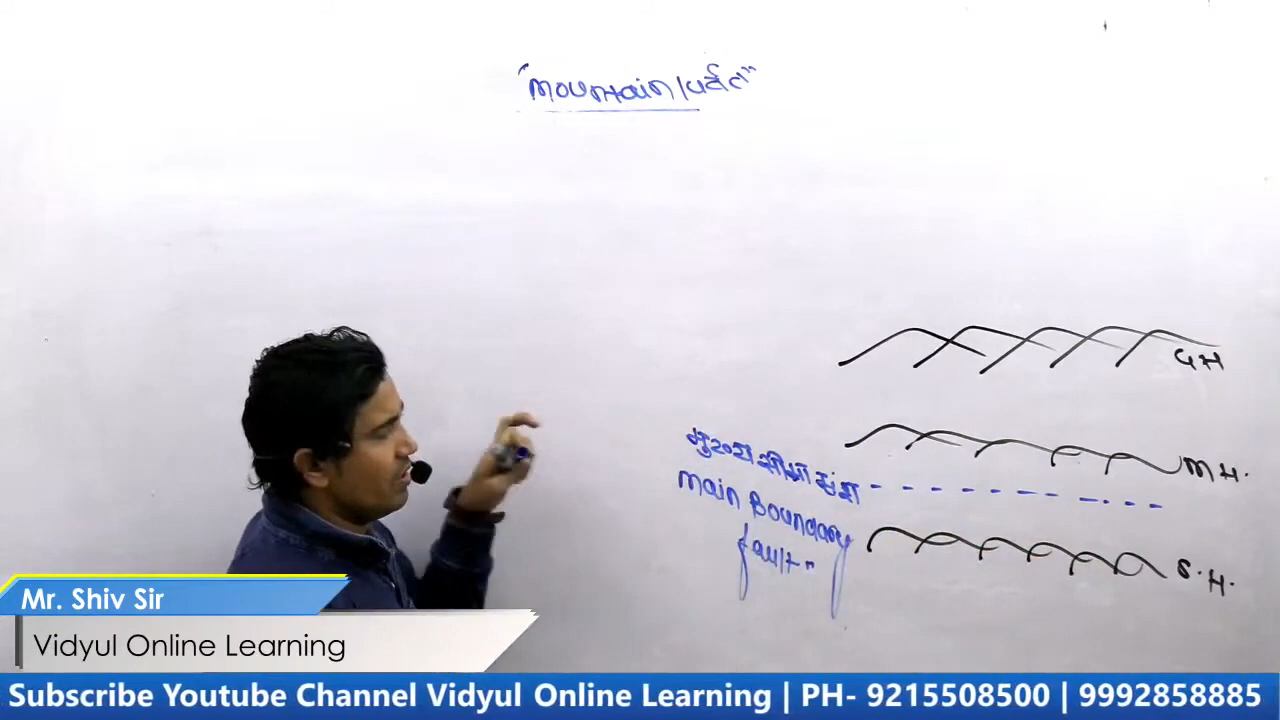 "Mountain/पर्वत"
GH
मुख्य सीमा भ्रंश
M H.
Main Boundary
fault"
S. H.
Mr. Shiv Sir
Vidyul Online Learning
Subscribe Youtube Channel Vidyul Online Learning | PH- 9215508500 | 9992858885